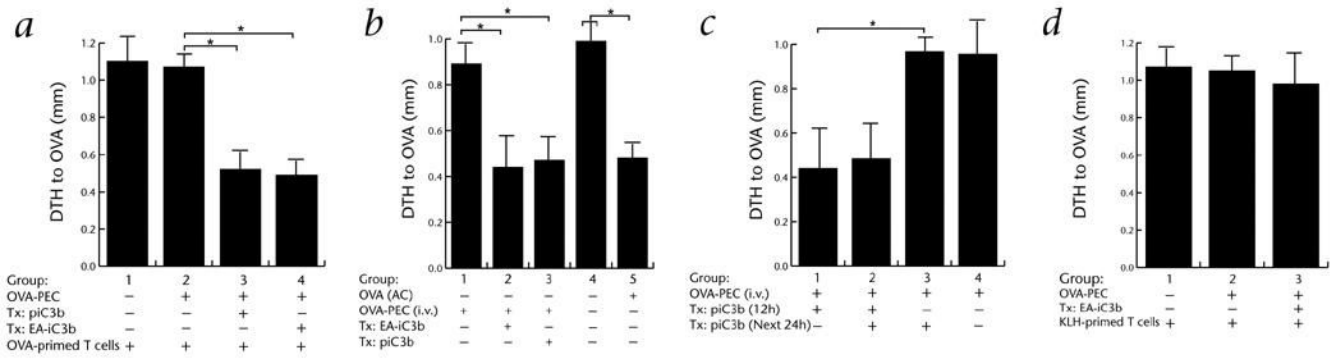 a
* *
DTH to OVA (mm)
1.2
1.0
0.8
0.6
0.4
0.2
0.0
Group: 1 2 3 4
OVA-PEC – + + +
Tx: piC3b – – + –
Tx: EA-iC3b – – – +
OVA-primed T cells + + + +
b
* * *
DTH to OVA (mm)
1.0
0.8
0.6
0.4
0.2
0.0
Group: 1 2 3 4 5
OVA (AC) – – – – +
OVA-PEC (i.v.) + + + – –
Tx: EA-iC3b – + – – –
Tx: piC3b – – + – –
c
*
DTH to OVA (mm)
1.0
0.8
0.6
0.4
0.2
0.0
Group: 1 2 3 4
OVA-PEC (i.v.) + + + +
Tx: piC3b (12h) + + – –
Tx: piC3b (Next 24h) – + + –
d
DTH to OVA (mm)
1.2
1.0
0.8
0.6
0.4
0.2
0.0
Group: 1 2 3
OVA-PEC – + +
Tx: EA-iC3b – – +
KLH-primed T cells + + +